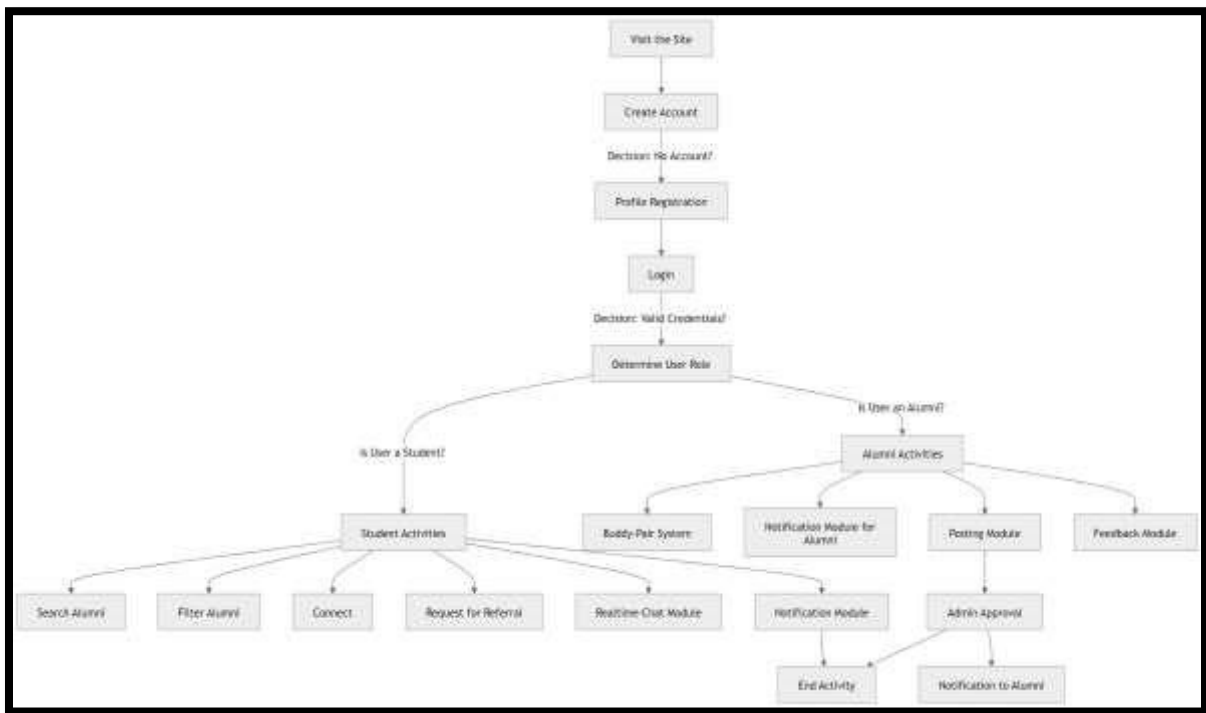 Visit the Site
Create Account
Decision: No Account?
Profile Registration
Login
Decision: Valid Credentials?
Determine User Role
Is User an Alumni?
Is User a Student?
Alumni Activities
Student Activities
Buddy-Pair System
Notification Module for
Alumni
Posting Module
Feedback Module
Search Alumni
Filter Alumni
Connect
Request for Referral
Realtime-Chat Module
Notification Module
Admin Approval
End Activity
Notification to Alumni